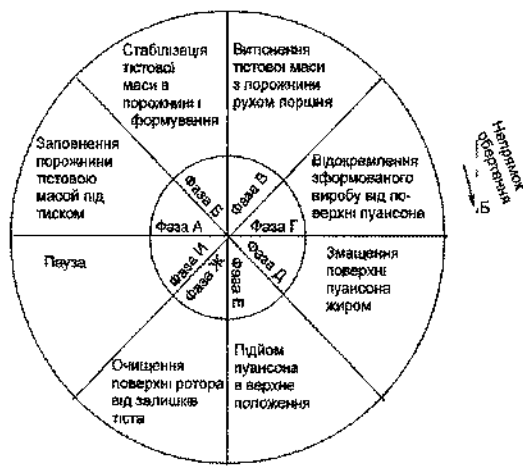 Стабілізація
тістової
маси в
порожнині і
формування
Витіснення
тістової маси
з порожнини
рухом поршня
Заповнення
порожнини
тістовою
масой під
тиском
Відокремлення
зформованого
виробу від по-
верхні пуансона
Напрямок
обертання
Б
Фаза Б
Фаза В
Фаза А
Фаза Г
Фаза И
Фаза Ж
Фаза Е
Фаза Д
Пауза
Змащення
поверхні
пуансона
жиром
Очищення
поверхні ротора
від залишків
тіста
Підйом
пуансона
в верхнє
положення